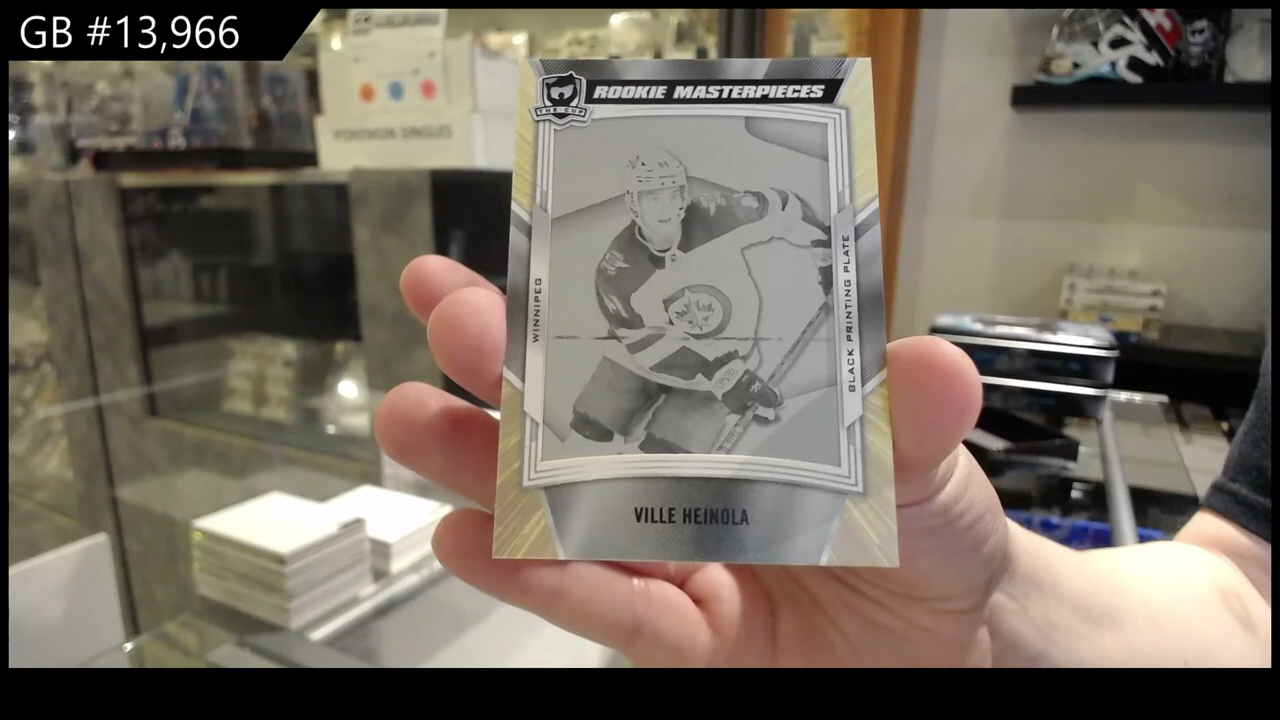 GB #13,966
POKEMON SINGLES
THE CUP
ROOKIE MASTERPIECES
WINNIPEG
BLACK PRINTING PLATE
VILLE HEINOLA